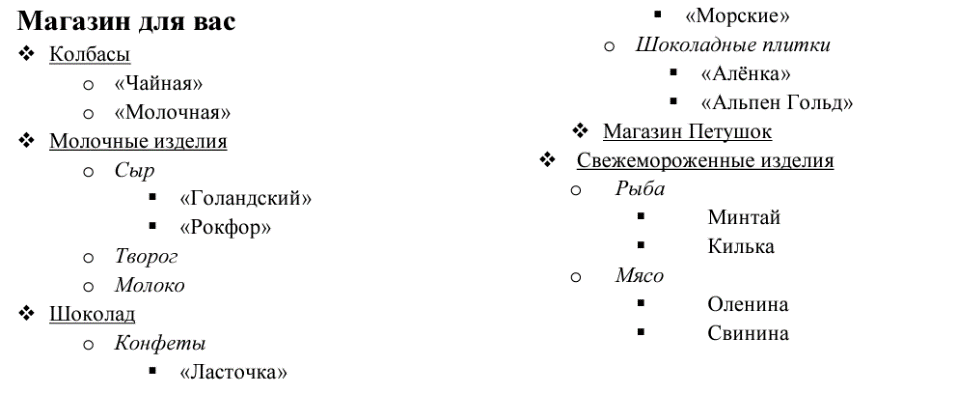 Магазин для вас
❖ Колбасы
o «Чайная»
o «Молочная»
❖ Молочные изделия
o Сыр
▪ «Голандский»
▪ «Рокфор»
o Творог
o Молоко
❖ Шоколад
o Конфеты
▪ «Ласточка»
▪ «Морские»
o Шоколадные плитки
▪ «Алёнка»
▪ «Альпен Гольд»
❖ Магазин Петушок
❖ Свежемороженные изделия
o Рыба
▪ Минтай
▪ Килька
o Мясо
▪ Оленина
▪ Свинина